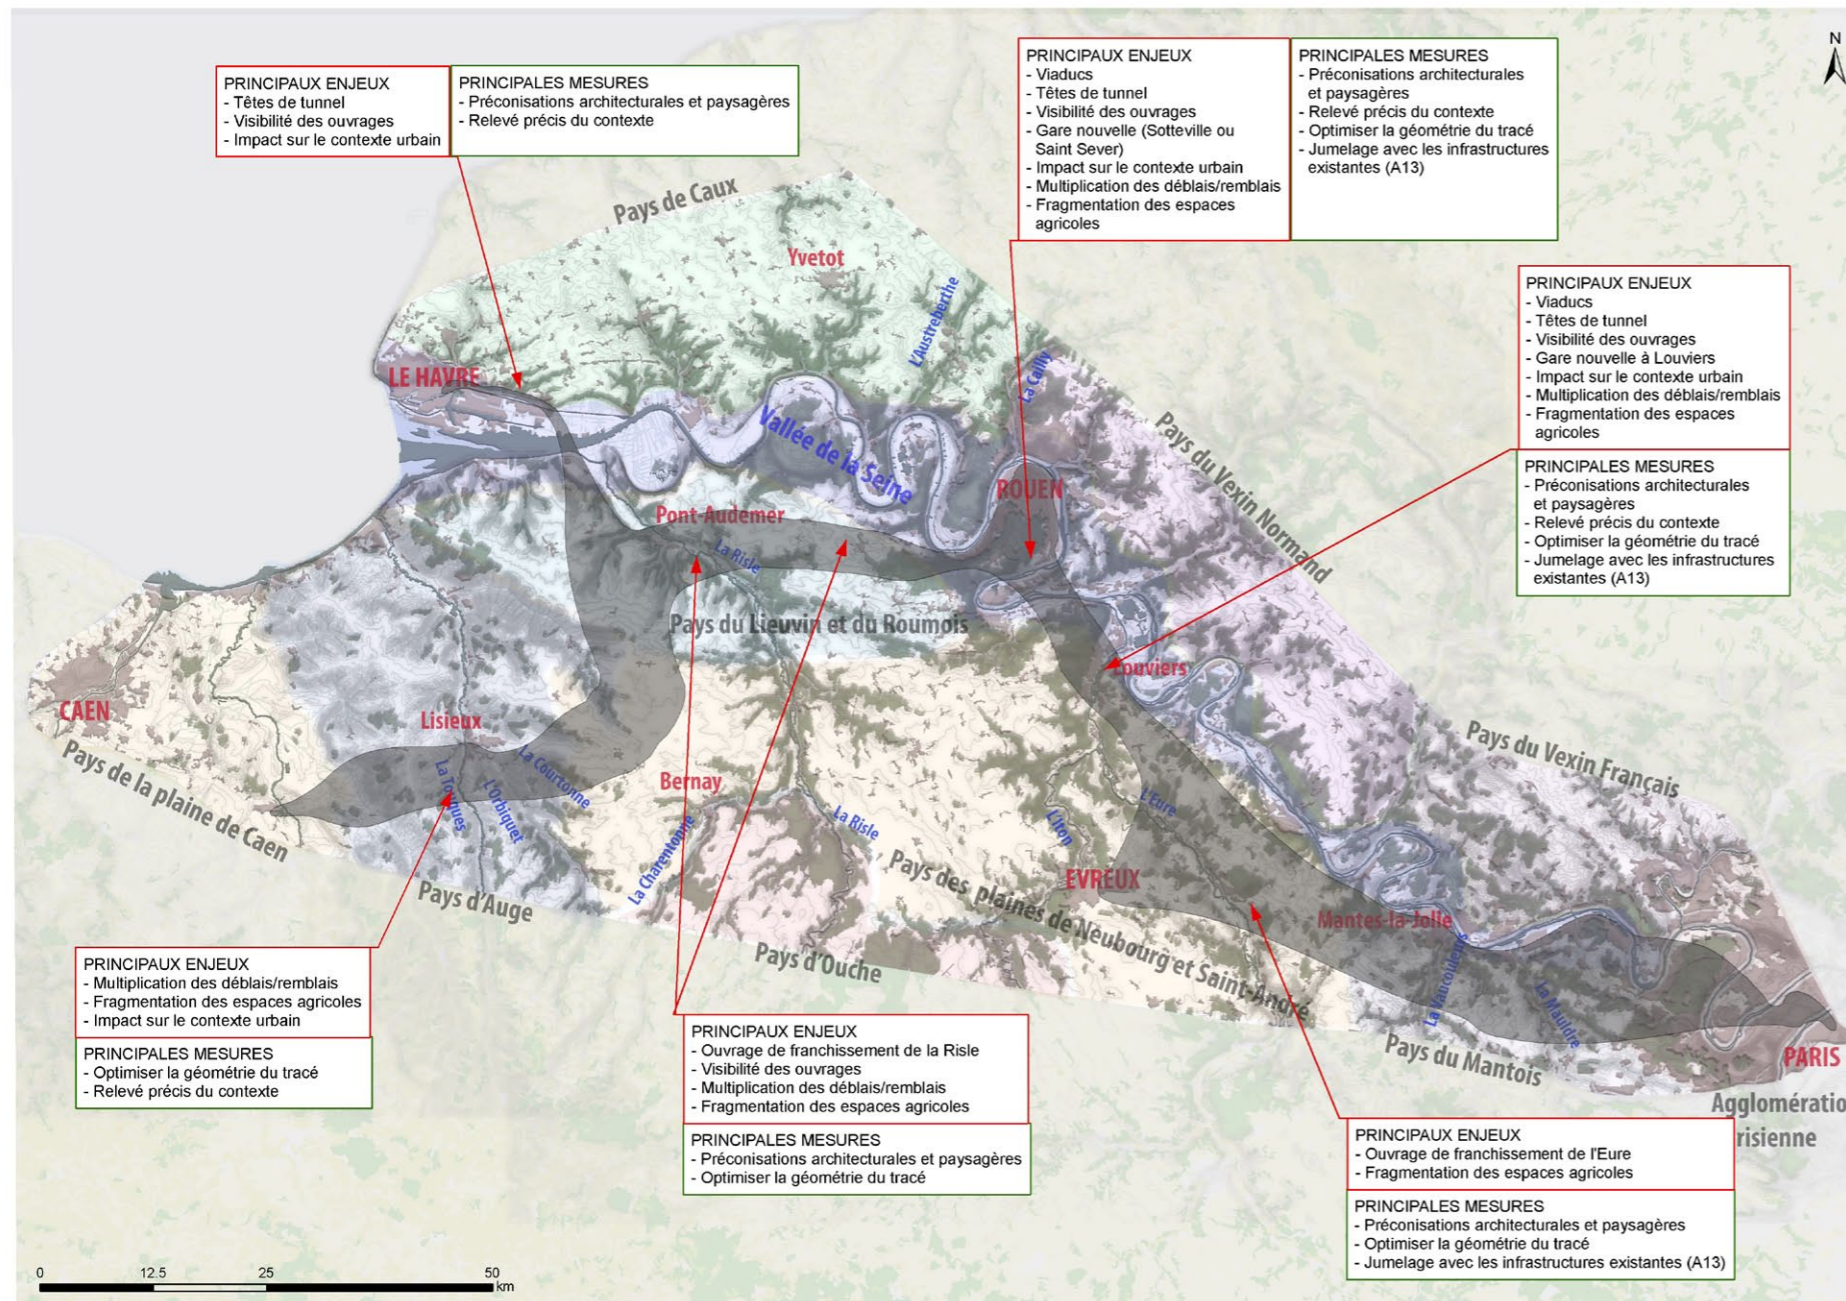 N
PRINCIPAUX ENJEUX
- Têtes de tunnel
- Visibilité des ouvrages
- Impact sur le contexte urbain
PRINCIPALES MESURES
- Préconisations architecturales et paysagères
- Relevé précis du contexte
PRINCIPAUX ENJEUX
- Viaducs
- Têtes de tunnel
- Visibilité des ouvrages
- Gare nouvelle (Sotteville ou
Saint Sever)
- Impact sur le contexte urbain
- Multiplication des déblais/remblais
- Fragmentation des espaces
agricoles
PRINCIPALES MESURES
- Préconisations architecturales
et paysagères
- Relevé précis du contexte
- Optimiser la géométrie du tracé
- Jumelage avec les infrastructures
existantes (A13)
PRINCIPAUX ENJEUX
- Viaducs
- Têtes de tunnel
- Visibilité des ouvrages
- Gare nouvelle à Louviers
- Impact sur le contexte urbain
- Multiplication des déblais/remblais
- Fragmentation des espaces
agricoles
PRINCIPALES MESURES
- Préconisations architecturales
et paysagères
- Relevé précis du contexte
- Optimiser la géométrie du tracé
- Jumelage avec les infrastructures
existantes (A13)
Pays de Caux
Yvetot
L'Austreberthe
La Cailly
LE HAVRE
Vallée de la Seine
Pays du Vexin Normand
ROUEN
Pont-Audemer
La Risle
Pays du Lieuvin et du Roumois
Louviers
CAEN
Lisieux
La Courtonne
Pays de la plaine de Caen
La Touques
L'Orbiquet
Bernay
La Charentonne
La Risle
L'Iton
L'Eure
Pays du Vexin Français
Pays d'Auge
Pays d'Ouche
Pays des plaines de Neubourg et Saint-André
EVREUX
Mantes-la-Jolie
La Vaucouleurs
La Mauldre
Pays du Mantois
PARIS
Agglomératio
risienne
PRINCIPAUX ENJEUX
- Multiplication des déblais/remblais
- Fragmentation des espaces agricoles
- Impact sur le contexte urbain
PRINCIPALES MESURES
- Optimiser la géométrie du tracé
- Relevé précis du contexte
PRINCIPAUX ENJEUX
- Ouvrage de franchissement de la Risle
- Visibilité des ouvrages
- Multiplication des déblais/remblais
- Fragmentation des espaces agricoles
PRINCIPALES MESURES
- Préconisations architecturales et paysagères
- Optimiser la géométrie du tracé
PRINCIPAUX ENJEUX
- Ouvrage de franchissement de l'Eure
- Fragmentation des espaces agricoles
PRINCIPALES MESURES
- Préconisations architecturales et paysagères
- Optimiser la géométrie du tracé
- Jumelage avec les infrastructures existantes (A13)
0 12.5 25 50
km